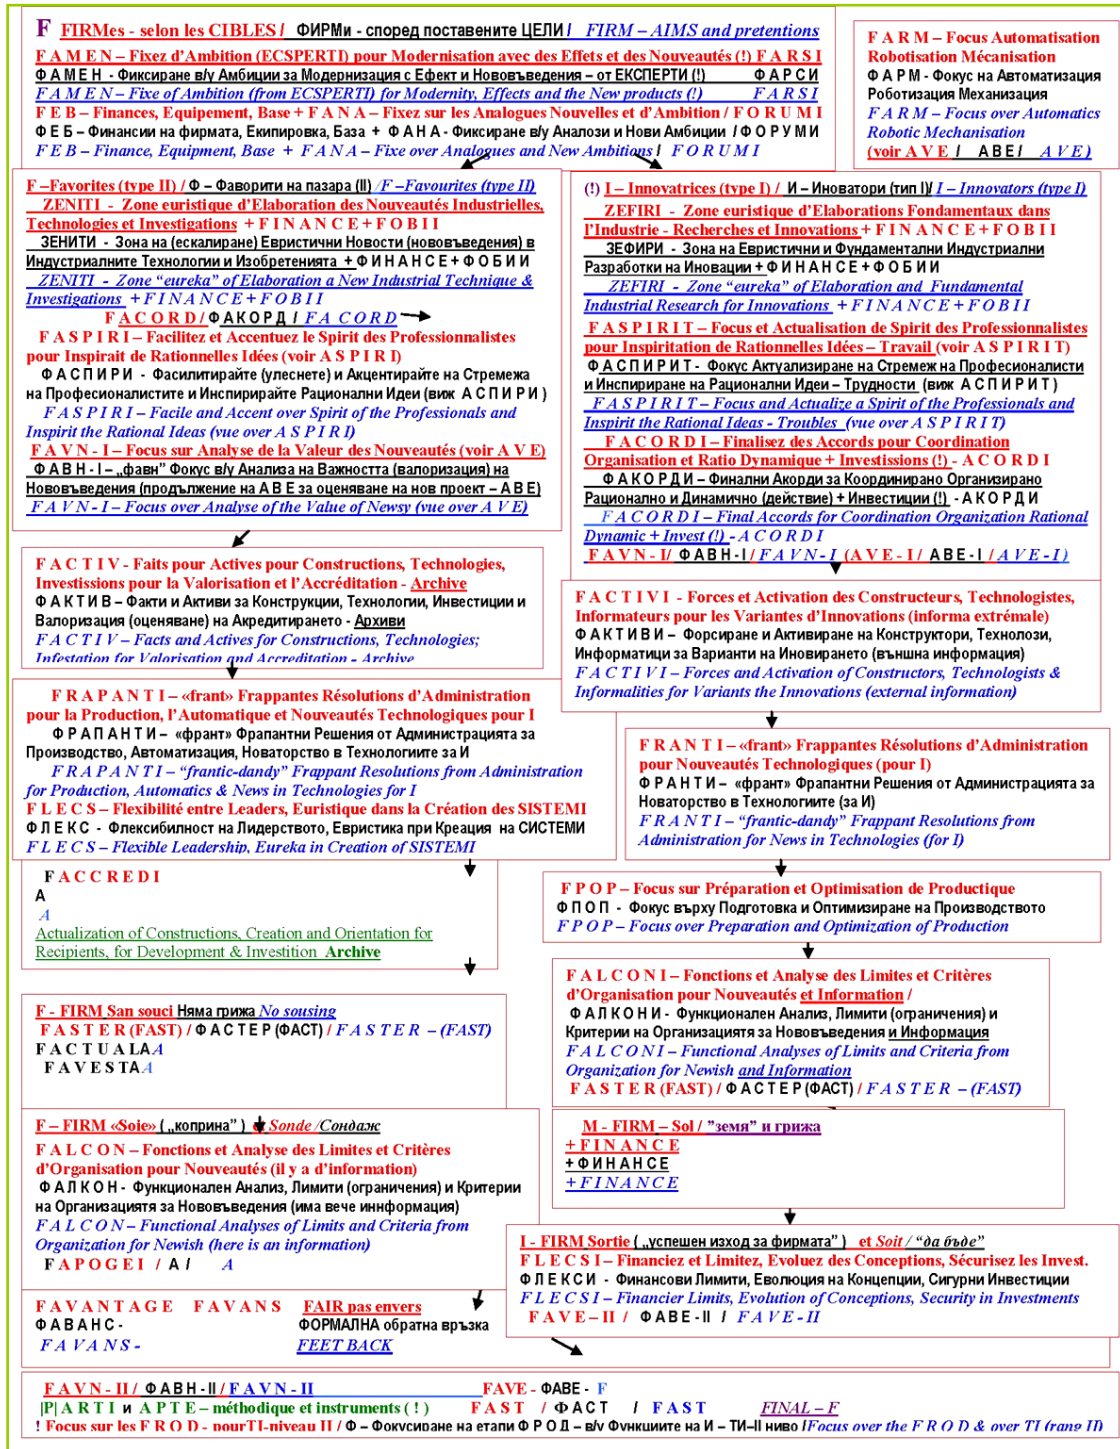 F FIRMes - selon les CIBLES / ФИРМи - според поставените ЦЕЛИ / FIRM – AIMS and pretentions
F A M E N – Fixez d'Ambition (ECSPERTI) pour Modernisation avec des Effets et des Nouveautés (!) F A R S I
Ф А М Е Н - Фиксиране в/у Амбиции за Модернизация с Ефект и Нововъведения – от ЕКСПЕРТИ (!) Ф А Р С И
F A M E N – Fixe of Ambition (from ECSPERTI) for Modernity, Effects and the New products (!) F A R S I
F E B – Finances, Equipement, Base + F A N A – Fixez sur les Analogues Nouvelles et d'Ambition / F O R U M I
Ф Е Б – Финансии на фирмата, Екипировка, База + Ф А Н А - Фиксиране в/у Аналози и Нови Амбиции / Ф О Р У М И
F E B – Finance, Equipment, Base + F A N A – Fixe over Analogues and New Ambitions / F O R U M I
F A R M – Focus Automatisation
Robotisation Mécanisation
Ф А Р М - Фокус на Автоматизация
Роботизация Механизация
F A R M – Focus over Automatics
Robotic Mechanisation
(voir A V E / А В Е / A V E)
F –Favorites (type II) / Ф – Фаворити на пазара (II) /F –Favourites (type II)
ZENITI - Zone euristique d'Elaboration des Nouveautés Industrielles,
Technologies et Investigations + F I N A N C E + F O B I I
ЗЕНИТИ - Зона на (ескалиране) Евристични Новости (нововъведения) в
Индустриалните Технологии и Изобретенията + Ф И Н А Н С Е + Ф О Б И И
ZENITI - Zone “eureka” of Elaboration a New Industrial Technique &
Investigations + F I N A N C E + F O B I I
F A C O R D / Ф А К О Р Д / F A C O R D
F A S P I R I – Facilitez et Accentuez le Spirit des Professionnalistes
pour Inspirait de Rationnelles Idées (voir A S P I R I)
Ф А С П И Р И - Фасилитирайте (улеснете) и Акцентирайте на Стремежа
на Професионалистите и Инспирирайте Рационални Идеи (виж А С П И Р И )
F A S P I R I – Facile and Accent over Spirit of the Professionals and
Inspirit the Rational Ideas (vue over A S P I R I)
F A V N - I – Focus sur Analyse de la Valeur des Nouveautés (voir A V E)
Ф А В Н - I – „фавн” Фокус в/у Анализа на Важността (валоризация) на
Нововъведения (продължение на А В Е за оценяване на нов проект – АВЕ)
F A V N - I – Focus over Analyse of the Value of Newsy (vue over A V E)
(!) I – Innovatrices (type I) / И – Иноватори (тип I)/ I – Innovators (type I)
ZEFIRI - Zone euristique d'Elaborations Fondamentaux dans
l'Industrie - Recherches et Innovations + F I N A N C E + F O B I I
ЗЕФИРИ - Зона на Евристични и Фундаментални Индустриални
Разработки на Иновации + Ф И Н А Н С Е + Ф О Б И И
ZEFIRI - Zone “eureka” of Elaboration and Fundamental
Industrial Research for Innovations + F I N A N C E + F O B I I
F A S P I R I T – Focus et Actualisation de Spirit des Professionnalistes
pour Inspiritation de Rationnelles Idées – Travail (voir A S P I R I T)
Ф А С П И Р И Т - Фокус Актуализиране на Стремеж на Професионалисти
и Инспириране на Рационални Идеи – Трудности (виж А С П И Р И Т )
F A S P I R I T – Focus and Actualize a Spirit of the Professionals and
Inspirit the Rational Ideas - Troubles (vue over A S P I R I T)
F A C O R D I – Finalisez des Accords pour Coordination
Organisation et Ratio Dynamique + Investissions (!) - A C O R D I
Ф А К О Р Д И – Финални Акорди за Координирано Организирано
Рационално и Динамично (действие) + Инвестиции (!) - А К О Р Д И
F A C O R D I – Final Accords for Coordination Organization Rational
Dynamic + Invest (!) - A C O R D I
F A V N - I / Ф А В Н - I / F A V N - I (A V E - I / А В Е - I / A V E - I)
F A C T I V - Faits pour Actives pour Constructions, Technologies,
Investissions pour la Valorisation et l'Accréditation - Archive
Ф А К Т И В – Факти и Активи за Конструкции, Технологии, Инвестиции и
Валоризация (оценяване) на Акредитирането - Архиви
F A C T I V – Facts and Actives for Constructions, Technologies;
Infestation for Valorisation and Accreditation - Archive
F A C T I V I - Forces et Activation des Constructeurs, Technologistes,
Informateurs pour les Variantes d'Innovations (informa extrémale)
Ф А К Т И В И – Форсиране и Активиране на Конструктори, Технолози,
Информатици за Варианти на Иновирането (външна информация)
F A C T I V I – Forces and Activation of Constructors, Technologists &
Informalities for Variants the Innovations (external information)
F R A P A N T I – «frant» Frappantes Résolutions d'Administration
pour la Production, l'Automatique et Nouveautés Technologiques pour I
Ф Р А П А Н Т И – «франт» Фрапантни Решения от Администрацията за
Производство, Автоматизация, Новаторство в Технологиите за И
F R A P A N T I – “frantic-dandy” Frappant Resolutions from Administration
for Production, Automatics & News in Technologies for I
F L E C S – Flexibilité entre Leaders, Euristique dans la Création des SISTEMI
Ф Л Е К С - Флексибилност на Лидерството, Евристика при Креация на СИСТЕМИ
F L E C S – Flexible Leadership, Eureka in Creation of SISTEMI
F R A N T I – «frant» Frappantes Résolutions d'Administration
pour Nouveautés Technologiques (pour I)
Ф Р А Н Т И – «франт» Фрапантни Решения от Администрацията за
Новаторство в Технологиите (за И)
F R A N T I – “frantic-dandy” Frappant Resolutions from
Administration for News in Technologies (for I)
F A C C R E D I
А
A
Actualization of Constructions, Creation and Orientation for
Recipients, for Development & Investition Archive
F P O P – Focus sur Préparation et Optimisation de Productique
Ф П О П - Фокус върху Подготовка и Оптимизиране на Производството
F P O P – Focus over Preparation and Optimization of Production
F A L C O N I – Fonctions et Analyse des Limites et Critères
d'Organisation pour Nouveautés et Information /
Ф А Л К О Н И - Функционален Анализ, Лимити (ограничения) и
Критерии на Организацията за Нововъведения и Информация
F A L C O N I – Functional Analyses of Limits and Criteria from
Organization for Newish and Information
F A S T E R (FAST) / Ф А С Т Е Р (ФАСТ) / F A S T E R – (FAST)
F - FIRM San souci Няма грижа No sousing
F A S T E R (FAST) / Ф А С Т Е Р (ФАСТ) / F A S T E R – (FAST)
F A C T U A L A A
F A V E S T A A
F – FIRM «Soie» ( „коприна” ) et Sonde /Сондаж
F A L C O N – Fonctions et Analyse des Limites et Critères
d'Organisation pour Nouveautés (il y a d'information)
Ф А Л К О Н - Функционален Анализ, Лимити (ограничения) и Критерии
на Организацията за Нововъведения (има вече иннформация)
F A L C O N – Functional Analyses of Limits and Criteria from
Organization for Newish (here is an information)
F A P O G E I / А / A
M - FIRM – Sol / "земя" и грижа
+ F I N A N C E
+ Ф И Н А Н С Е
+ F I N A N C E
I - FIRM Sortie ( „успешен изход за фирмата” ) et Soit / “да бъде”
F L E C S I – Financiez et Limitez, Evoluez des Conceptions, Sécurisez les Invest.
Ф Л Е К С И - Финансови Лимити, Еволюция на Концепции, Сигурни Инвестиции
F L E C S I – Financier Limits, Evolution of Conceptions, Security in Investments
F A V E – II / Ф А В Е - II / F A V E - II
F A V A N T A G E F A V A N S FAIR pas envers
Ф А В А Н С - ФОРМАЛНА обратна връзка
F A V A N S - FEET BACK
F A V N - II / Ф А В Н - II / F A V N - II F A V E - Ф А В Е - F
|P| A R T I и А Р Т Е – méthodique et instruments ( ! ) F A S T / Ф А С Т / F A S T FINAL – F
! Focus sur les F R O D - pour TI-niveau II / Ф – Фокусиране на етапи Ф Р О Д – в/у Функциите на И – ТИ–II ниво /Focus over the F R O D & over TI (rang II)